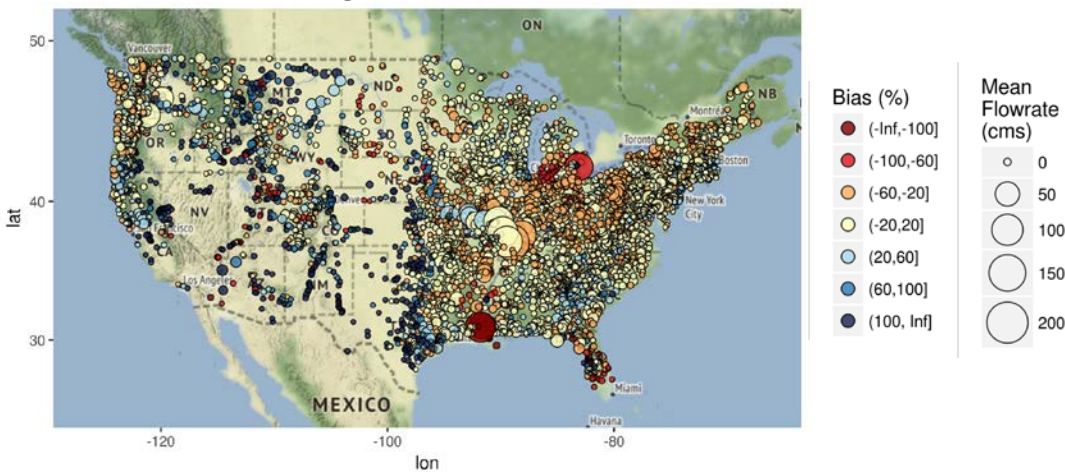 50
40
30
lat
-120
-100
-80
lon
Vancouver
ON
NB
MT
ND
Montréal
Toronto
Boston
OR
WY
New York
City
NV
Denver
CA
Los Angeles
Miami
MEXICO
Havana
Bias (%)
(-Inf,-100]
(-100,-60]
(-60,-20]
(-20,20]
(20,60]
(60,100]
(100, Inf]
Mean
Flowrate
(cms)
0
50
100
150
200